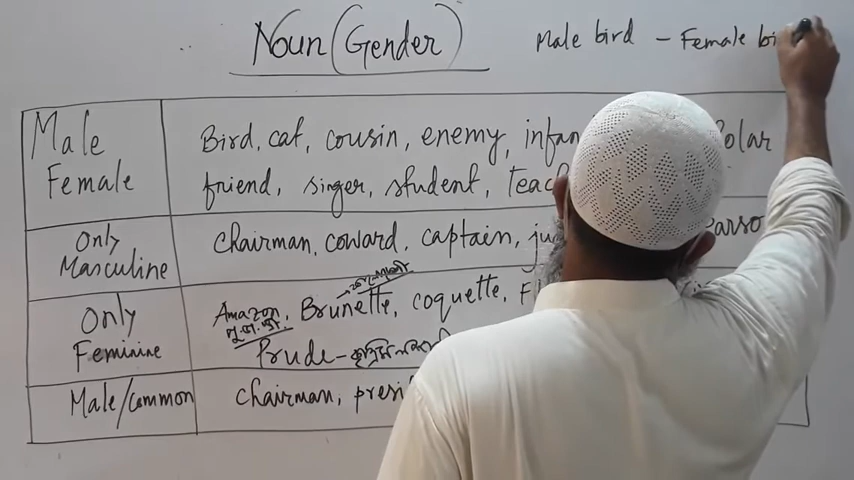 Noun (Gender)
Male bird - Female bi
Male
Female
Bird, cat, cousin, enemy, infan
friend, singer, student, teac
Only
Masculine
chairman, coward, captain, ju
Parso
Only
Feminine
Amazon, Brunette, coquette, F
Prude -
Male/common
chairman, presi